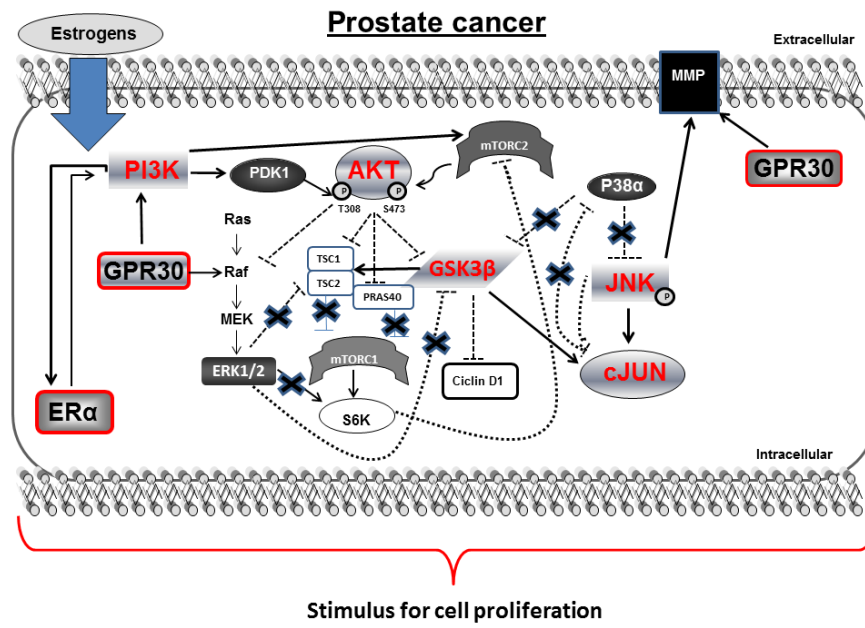 Prostate cancer
Estrogens
Extracellular
MMP
GPR30
PI3K
PDK1
AKT
P
P
T308
S473
mTORC2
P38α
Ras
GPR30
Raf
TSC1
TSC2
PRAS40
GSK3β
JNK
P
MEK
ERK1/2
mTORC1
Ciclin D1
cJUN
ERα
S6K
Intracellular
Stimulus for cell proliferation